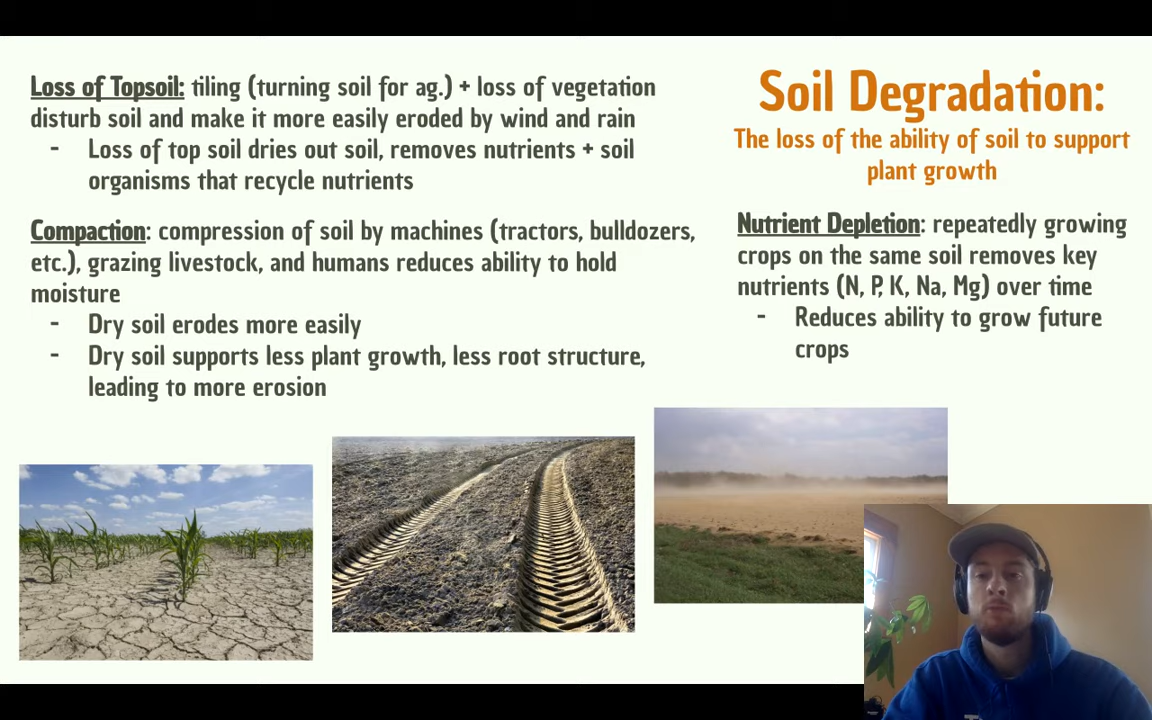 Loss of Topsoil: tiling (turning soil for ag.) + loss of vegetation
disturb soil and make it more easily eroded by wind and rain
- Loss of top soil dries out soil, removes nutrients + soil
organisms that recycle nutrients
Compaction: compression of soil by machines (tractors, bulldozers,
etc.), grazing livestock, and humans reduces ability to hold
moisture
- Dry soil erodes more easily
- Dry soil supports less plant growth, less root structure,
leading to more erosion
Soil Degradation:
The loss of the ability of soil to support
plant growth
Nutrient Depletion: repeatedly growing
crops on the same soil removes key
nutrients (N, P, K, Na, Mg) over time
- Reduces ability to grow future
crops